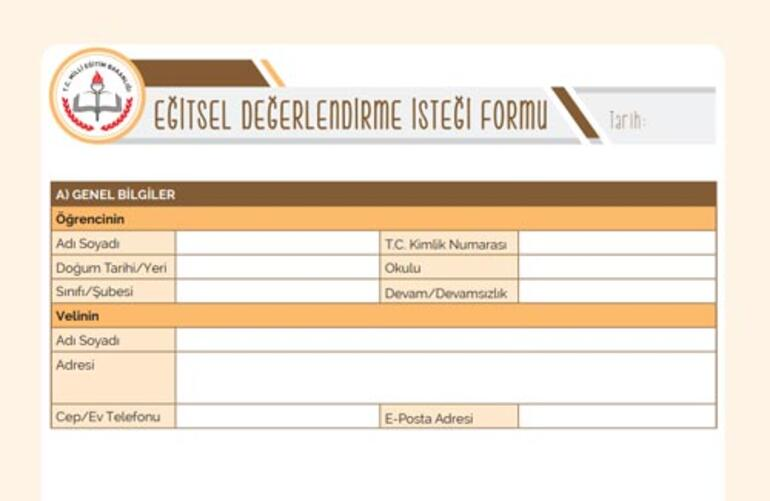 T.C. MİLLÎ EĞİTİM BAKANLIĞI
EĞİTSEL DEĞERLENDİRME İSTEĞİ FORMU
Tarih:
A) GENEL BİLGİLER
Öğrencinin
Adı Soyadı
T.C. Kimlik Numarası
Doğum Tarihi/Yeri
Okulu
Sınıfı/Şubesi
Devam/Devamsızlık
Velinin
Adı Soyadı
Adresi
Cep/Ev Telefonu
E-Posta Adresi